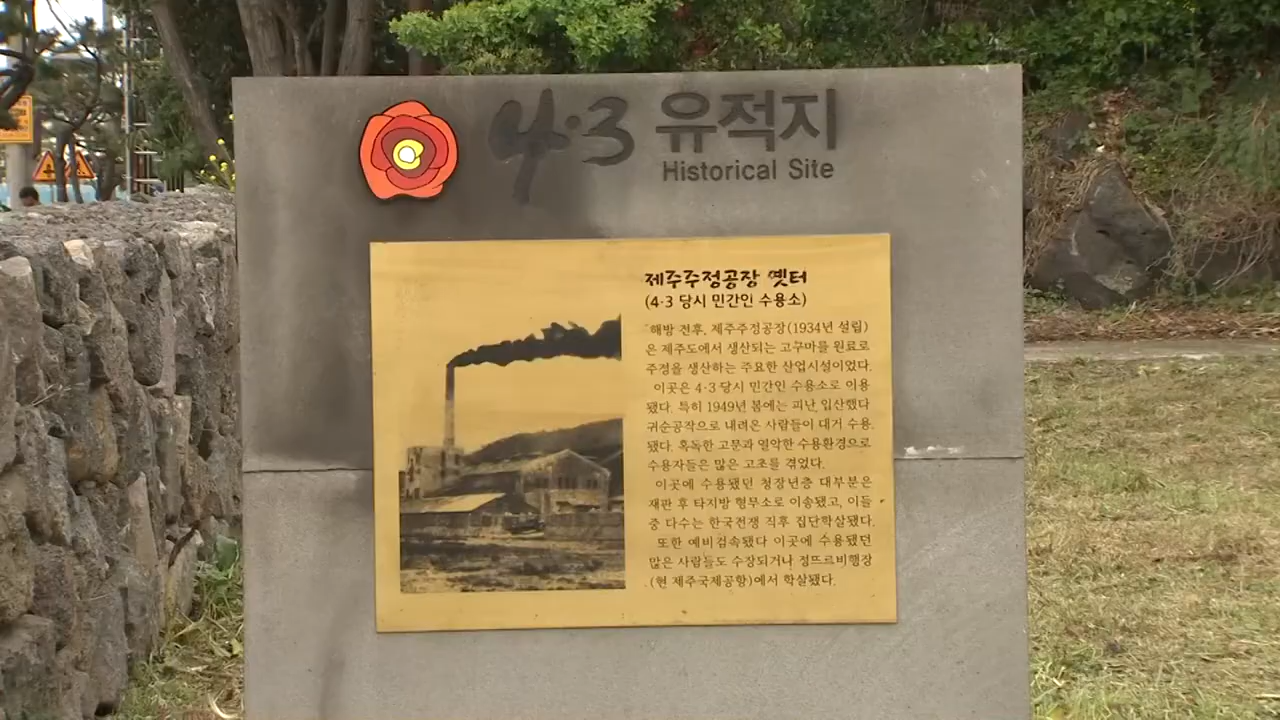 4·3 유적지
Historical Site
제주주정공장 옛터
(4·3 당시 민간인 수용소)
해방 전후, 제주주정공장(1934년 설립)
은 제주도에서 생산되는 고구마를 원료로
주정을 생산하는 주요한 산업시설이었다.
이곳은 4·3 당시 민간인 수용소로 이용
됐다. 특히 1949년 봄에는 피난 입산했다
귀순공작으로 내려온 사람들이 대거 수용
됐다. 혹독한 고문과 열악한 수용환경으로
수용자들은 많은 고초를 겪었다.
이곳에 수용됐던 청장년층 대부분은
재판 후 타지방 형무소로 이송됐고, 이들
중 다수는 한국전쟁 직후 집단학살됐다.
또한 예비검속됐다 이곳에 수용됐던
많은 사람들도 수장되거나 정뜨르비행장
(현 제주국제공항)에서 학살됐다.